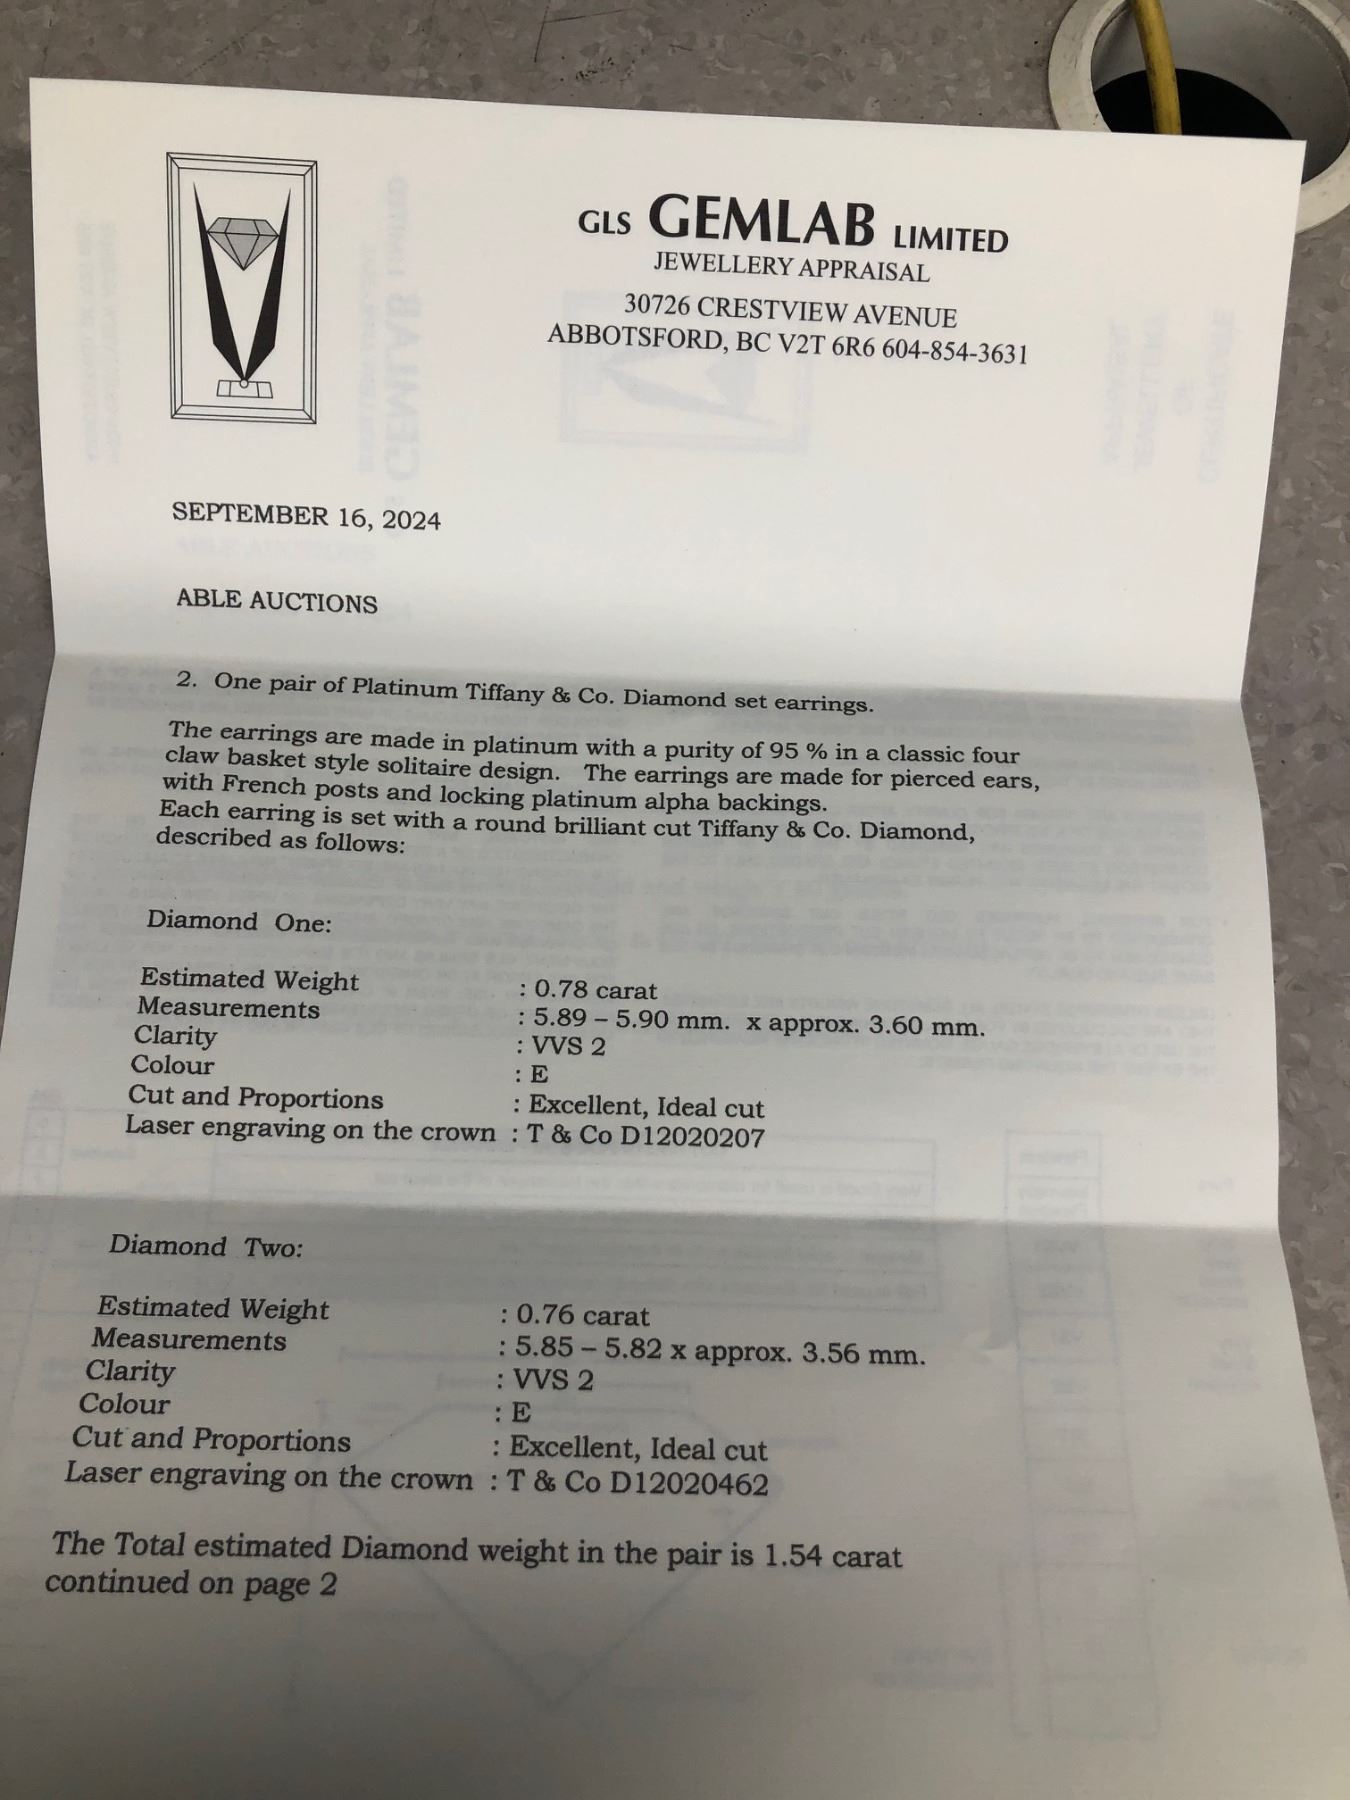 GLS GEMLAB LIMITED
JEWELLERY APPRAISAL
30726 CRESTVIEW AVENUE
ABBOTSFORD, BC V2T 6R6 604-854-3631
SEPTEMBER 16, 2024
ABLE AUCTIONS
2. One pair of Platinum Tiffany & Co. Diamond set earrings.
The earrings are made in platinum with a purity of 95 % in a classic four
claw basket style solitaire design. The earrings are made for pierced ears,
with French posts and locking platinum alpha backings.
Each earring is set with a round brilliant cut Tiffany & Co. Diamond,
described as follows:
Diamond One:
Estimated Weight : 0.78 carat
Measurements : 5.89 – 5.90 mm. x approx. 3.60 mm.
Clarity : VVS 2
Colour : E
Cut and Proportions : Excellent, Ideal cut
Laser engraving on the crown : T & Co D12020207
Diamond Two:
Estimated Weight : 0.76 carat
Measurements : 5.85 – 5.82 x approx. 3.56 mm.
Clarity : VVS 2
Colour : E
Cut and Proportions : Excellent, Ideal cut
Laser engraving on the crown : T & Co D12020462
The Total estimated Diamond weight in the pair is 1.54 carat
continued on page 2